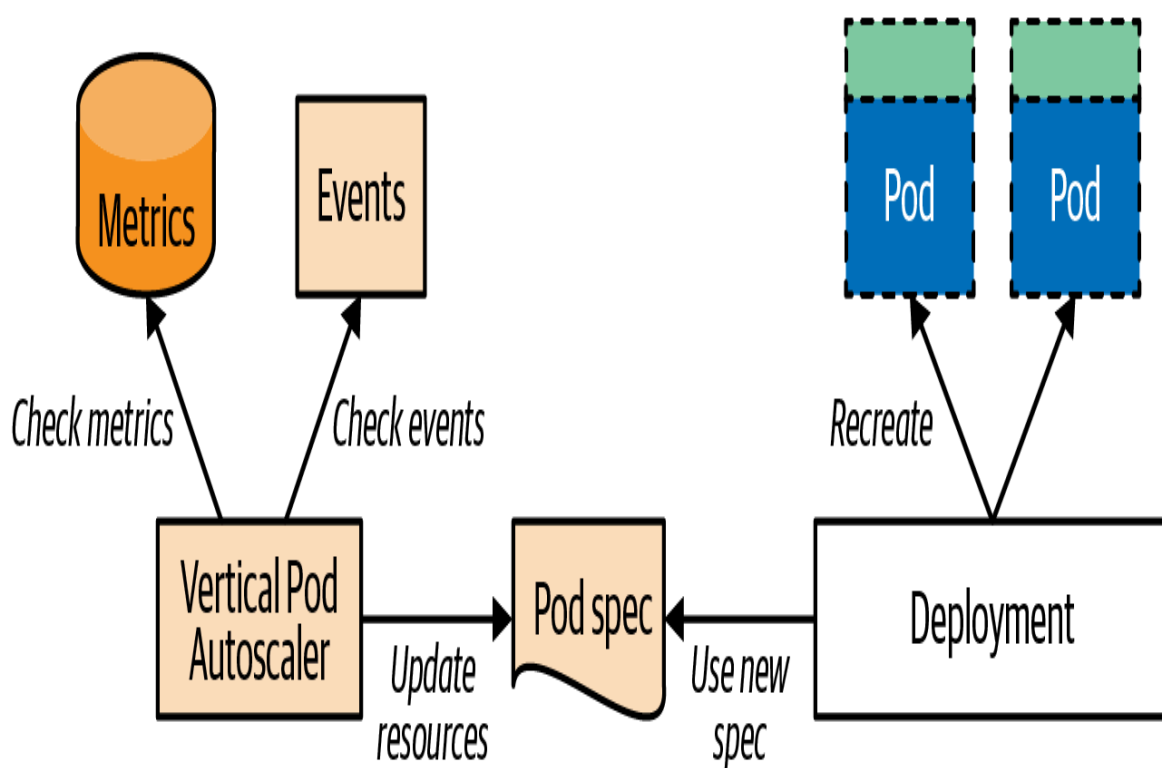 Metrics
Events
Pod
Pod
Check metrics
Check events
Recreate
Vertical Pod
Autoscaler
Update
resources
Pod spec
Use new
spec
Deployment